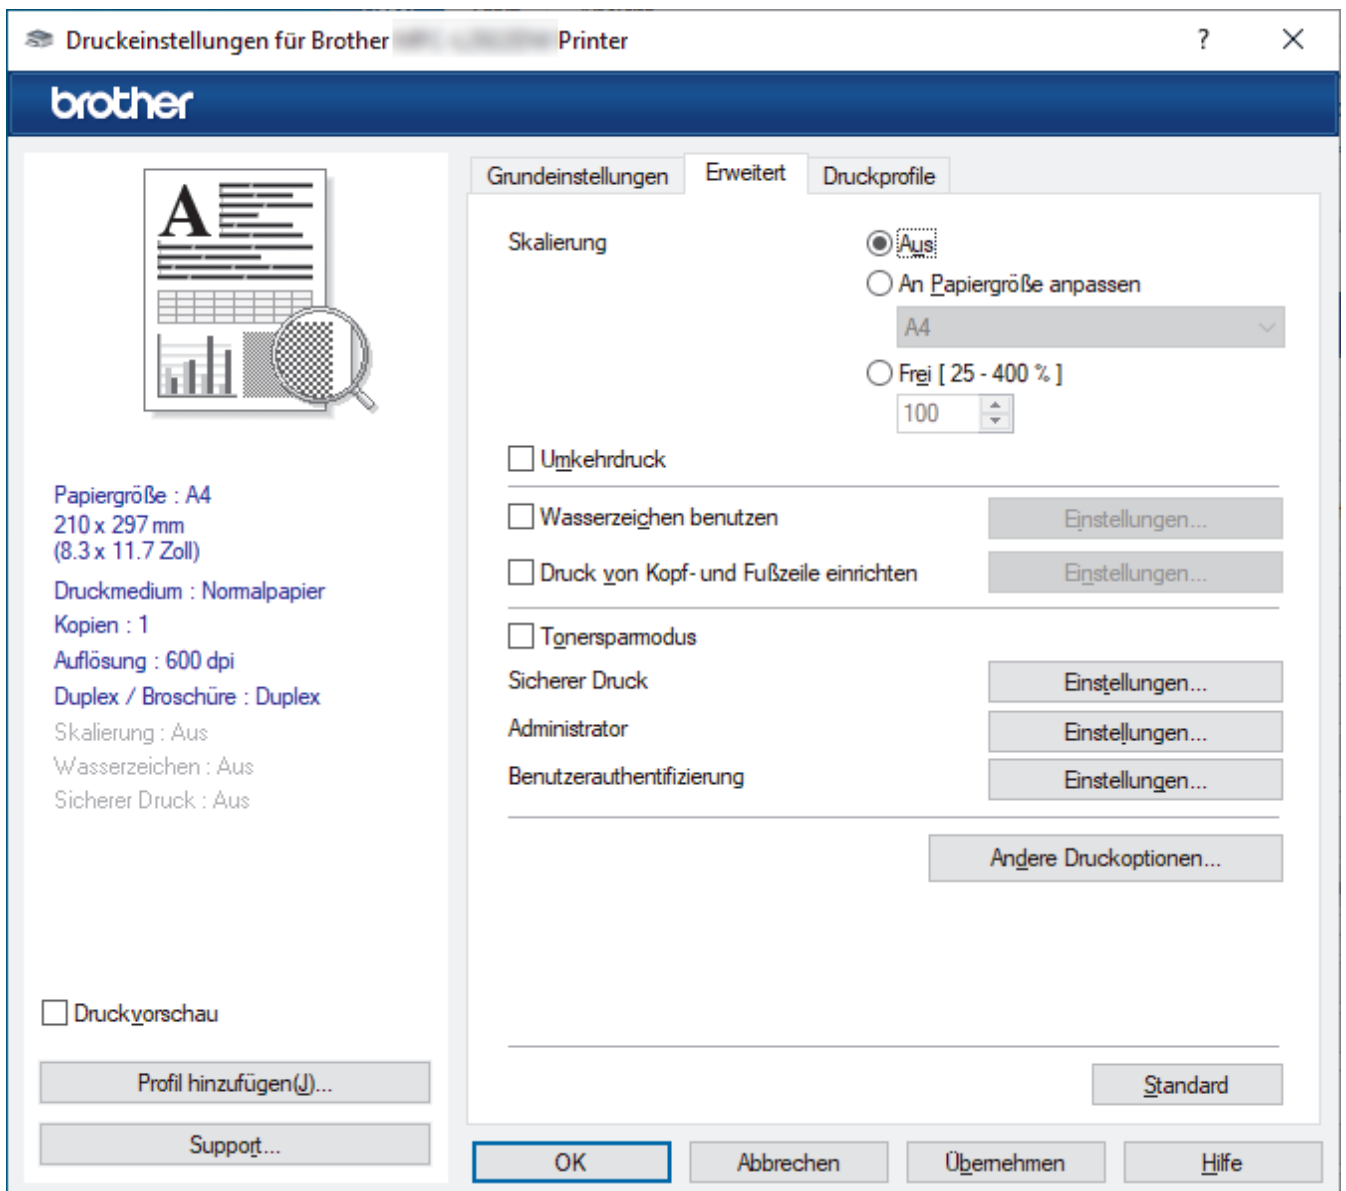 Druckeinstellungen für Brother Printer
?
brother
A
Papiergröße : A4
210 x 297 mm
(8.3 x 11.7 Zoll)
Druckmedium : Normalpapier
Kopien : 1
Auflösung : 600 dpi
Duplex / Broschüre : Duplex
Skalierung : Aus
Wasserzeichen : Aus
Sicherer Druck : Aus
Druckvorschau
Profil hinzufügen(J)...
Support...
Grundeinstellungen
Erweitert
Druckprofile
Skalierung
Aus
An Papiergröße anpassen
A4
Frei [ 25 - 400 % ]
100
Umkehrdruck
Wasserzeichen benutzen
Einstellungen...
Druck von Kopf- und Fußzeile einrichten
Einstellungen...
Tonersparmodus
Sicherer Druck
Einstellungen...
Administrator
Einstellungen...
Benutzerauthentifizierung
Einstellungen...
Andere Druckoptionen...
Standard
OK
Abbrechen
Übernehmen
Hilfe